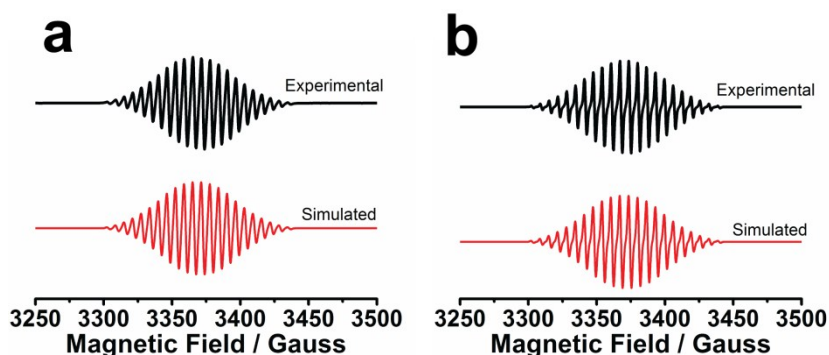 a
Experimental
Simulated
3250 3300 3350 3400 3450 3500
Magnetic Field / Gauss
b
Experimental
Simulated
3250 3300 3350 3400 3450 3500
Magnetic Field / Gauss